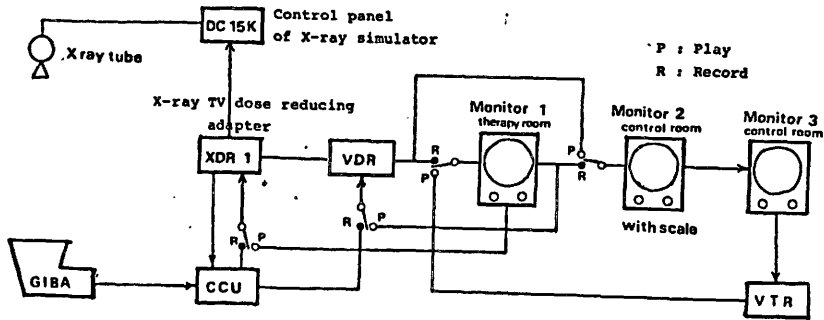 DC 15K
Control panel
of X-ray simulator
X ray tube
P : Play
R : Record
X-ray TV dose reducing
adapter
Monitor 1
therapy room
Monitor 2
control room
Monitor 3
control room
XDR 1
VDR
R
P
P
R
R
P
R
P
with scale
GIBA
CCU
VTR